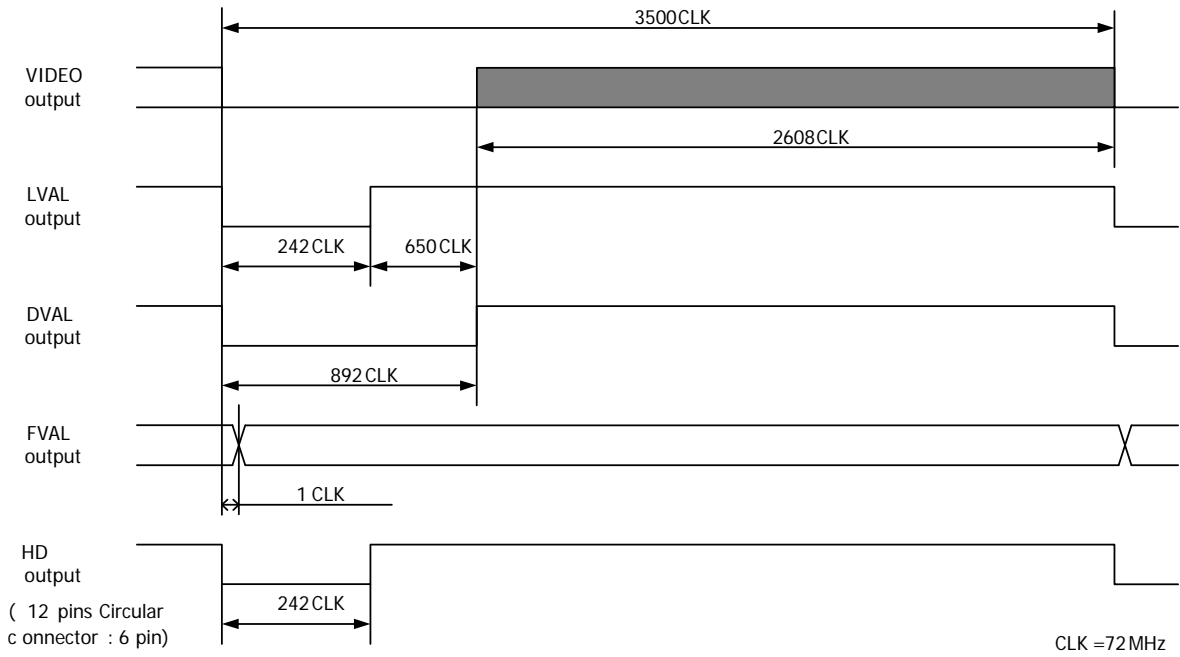 3500CLK
VIDEO
output
2608CLK
LVAL
output
242CLK 650CLK
DVAL
output
892CLK
FVAL
output
1 CLK
HD
output
242CLK
( 12 pins Circular
c onnector : 6 pin)
CLK =72MHz